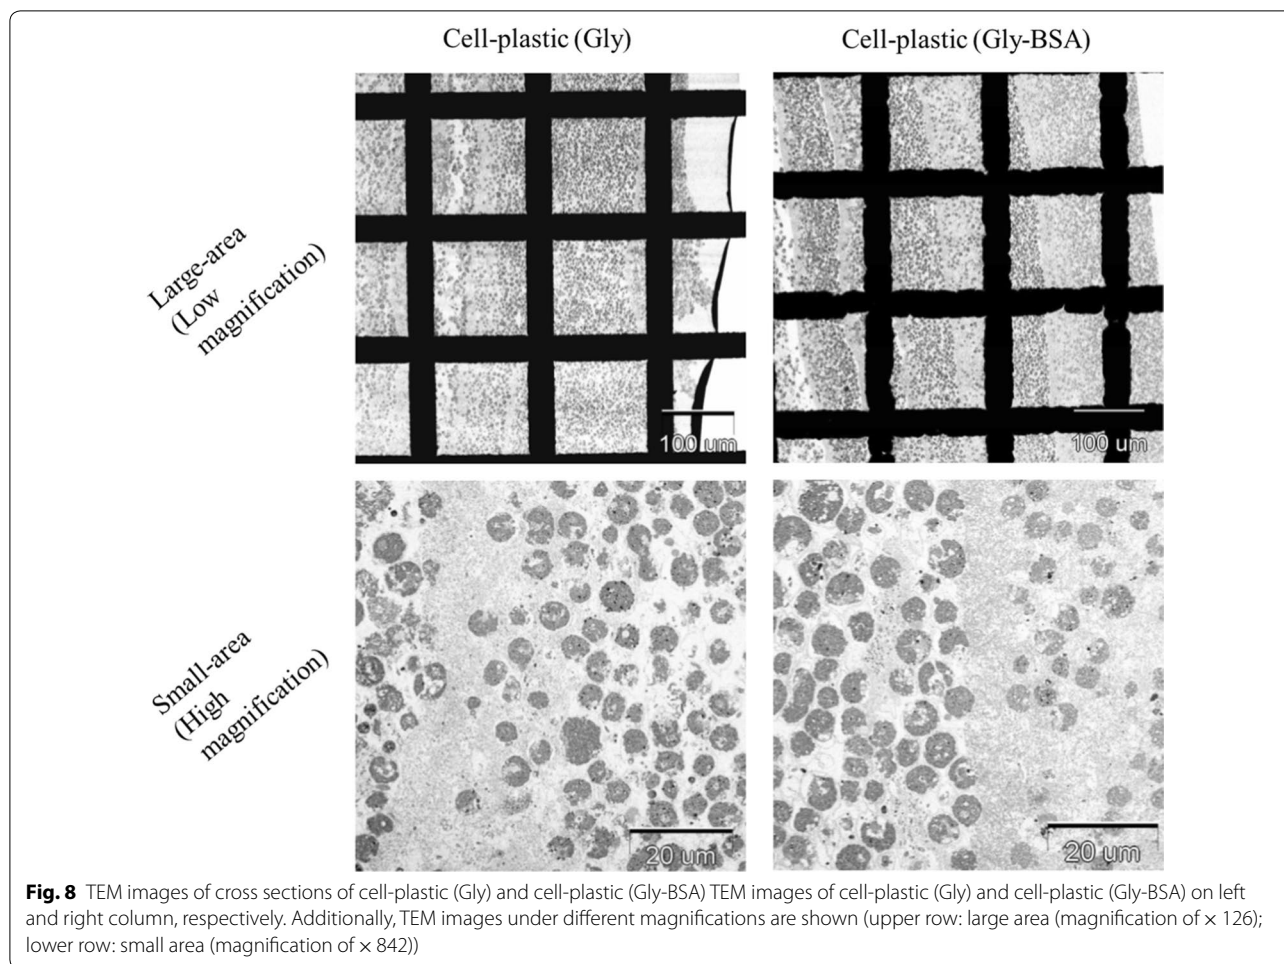 Cell-plastic (Gly)
Cell-plastic (Gly-BSA)
Large-area
(Low
magnification)
100 um
100 um
Small-area
(High
magnification)
20 um
20 um
Fig. 8 TEM images of cross sections of cell-plastic (Gly) and cell-plastic (Gly-BSA) TEM images of cell-plastic (Gly) and cell-plastic (Gly-BSA) on left
and right column, respectively. Additionally, TEM images under different magnifications are shown (upper row: large area (magnification of × 126);
lower row: small area (magnification of × 842))